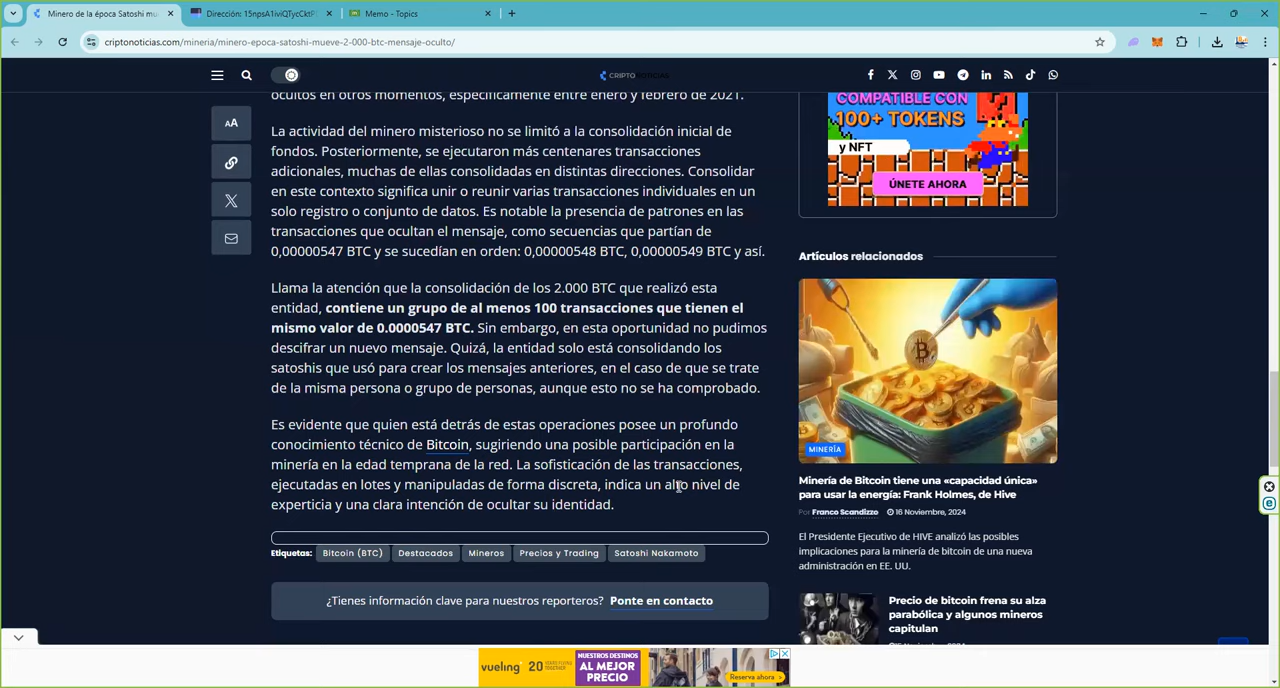 Minero de la época Satoshi mu
Dirección: 15npsA1iviQTycCktP
Memo - Topics
criptonoticias.com/mineria/minero-epoca-satoshi-mueve-2-000-btc-mensaje-oculto/
CRIPTONOTICIAS
ocultos en otros momentos, específicamente entre enero y febrero de 2021.
AA
La actividad del minero misterioso no se limitó a la consolidación inicial de
fondos. Posteriormente, se ejecutaron más centenares transacciones
adicionales, muchas de ellas consolidadas en distintas direcciones. Consolidar
en este contexto significa unir o reunir varias transacciones individuales en un
solo registro o conjunto de datos. Es notable la presencia de patrones en las
transacciones que ocultan el mensaje, como secuencias que partían de
0,00000547 BTC y se sucedían en orden: 0,00000548 BTC, 0,00000549 BTC y así.
Llama la atención que la consolidación de los 2.000 BTC que realizó esta
entidad, contiene un grupo de al menos 100 transacciones que tienen el
mismo valor de 0.0000547 BTC. Sin embargo, en esta oportunidad no pudimos
descifrar un nuevo mensaje. Quizá, la entidad solo está consolidando los
satoshis que usó para crear los mensajes anteriores, en el caso de que se trate
de la misma persona o grupo de personas, aunque esto no se ha comprobado.
Es evidente que quien está detrás de estas operaciones posee un profundo
conocimiento técnico de Bitcoin, sugiriendo una posible participación en la
minería en la edad temprana de la red. La sofisticación de las transacciones,
ejecutadas en lotes y manipuladas de forma discreta, indica un alto nivel de
experticia y una clara intención de ocultar su identidad.
Etiquetas: Bitcoin (BTC) Destacados Mineros Precios y Trading Satoshi Nakamoto
¿Tienes información clave para nuestros reporteros? Ponte en contacto
COMPATIBLE CON
100+ TOKENS
y NFT
ÚNETE AHORA
Artículos relacionados
MINERÍA
Minería de Bitcoin tiene una «capacidad única»
para usar la energía: Frank Holmes, de Hive
Por Franco Scandizzo 16 Noviembre, 2024
El Presidente Ejecutivo de HIVE analizó las posibles
implicaciones para la minería de bitcoin de una nueva
administración en EE. UU.
Precio de bitcoin frena su alza
parabólica y algunos mineros
capitulan
vueling 20
NUESTROS DESTINOS
AL MEJOR
PRECIO
Reserva ahora >